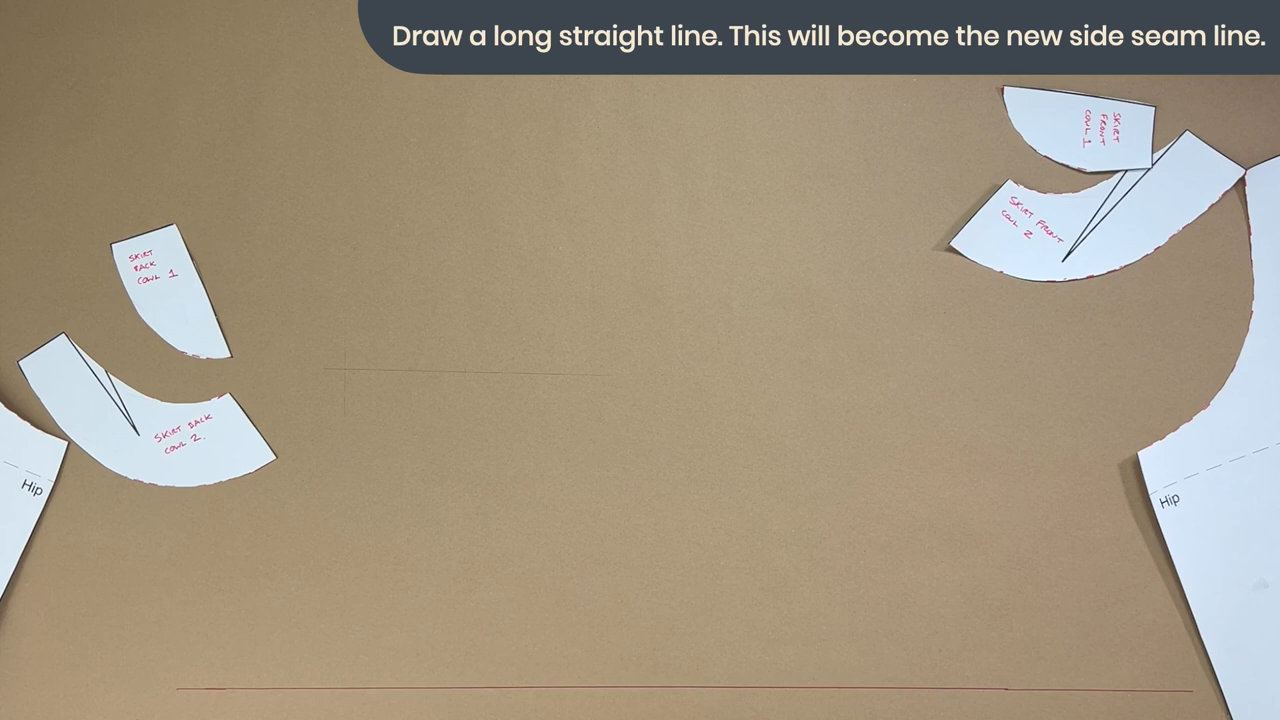 Draw a long straight line. This will become the new side seam line.
SKIRT
FRONT
COWL 1
SKIRT FRONT
COWL 2
SKIRT
BACK
COWL 1
SKIRT BACK
COWL 2.
Hip
Hip